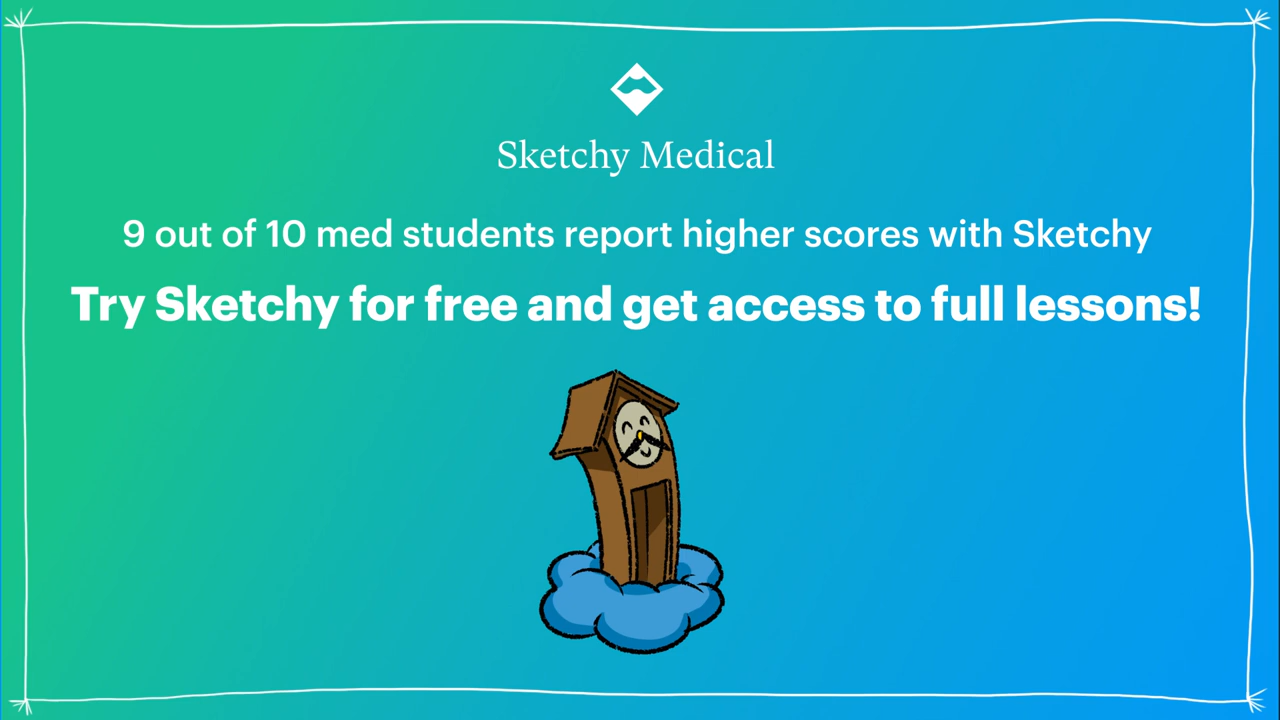 Sketchy Medical
9 out of 10 med students report higher scores with Sketchy
Try Sketchy for free and get access to full lessons!